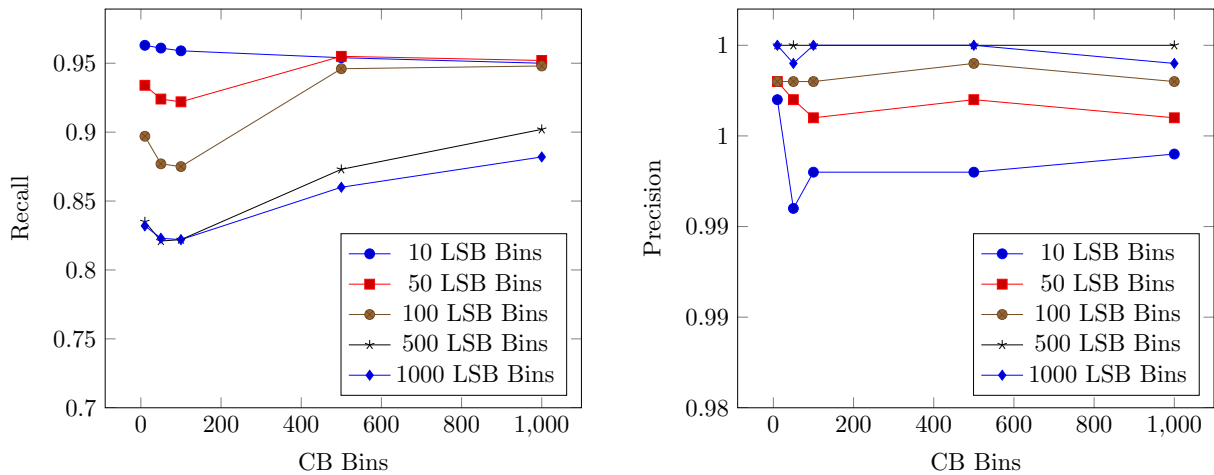 0.95
0.9
0.85
0.8
0.75
0.7
Recall
0 200 400 600 800 1,000
CB Bins
10 LSB Bins
50 LSB Bins
100 LSB Bins
500 LSB Bins
1000 LSB Bins
1
1
0.99
0.99
0.98
Precision
0 200 400 600 800 1,000
CB Bins
10 LSB Bins
50 LSB Bins
100 LSB Bins
500 LSB Bins
1000 LSB Bins